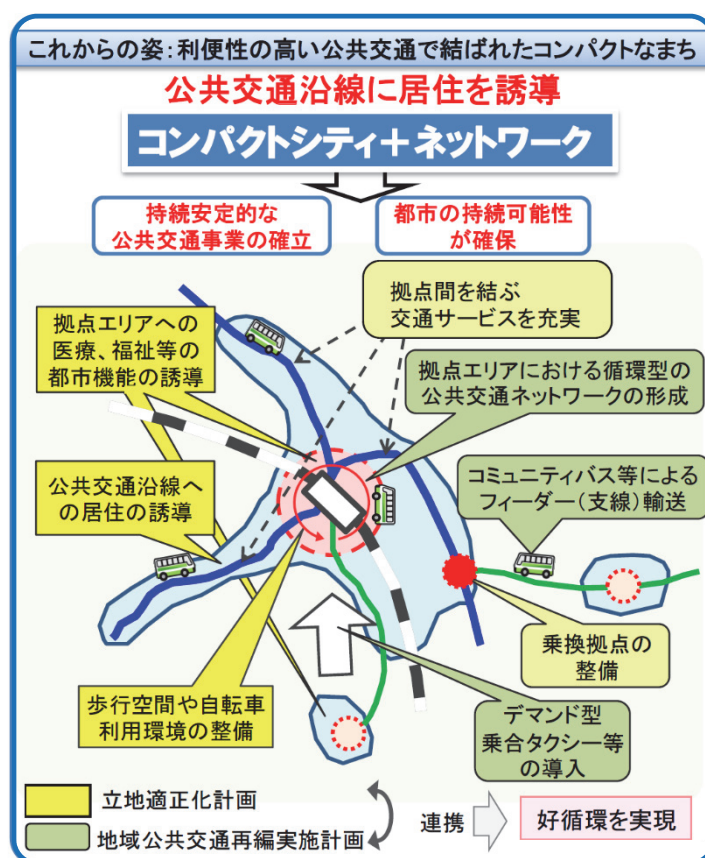 これからの姿:利便性の高い公共交通で結ばれたコンパクトなまち
公共交通沿線に居住を誘導
コンパクトシティ+ネットワーク
持続安定的な
公共交通事業の確立
都市の持続可能性
が確保
拠点エリアへの
医療、福祉等の
都市機能の誘導
拠点間を結ぶ
交通サービスを充実
拠点エリアにおける循環型の
公共交通ネットワークの形成
公共交通沿線へ
の居住の誘導
コミュニティバス等による
フィーダー(支線)輸送
乗換拠点の
整備
歩行空間や自転車
利用環境の整備
デマンド型
乗合タクシー等
の導入
立地適正化計画
地域公共交通再編実施計画
連携
好循環を実現